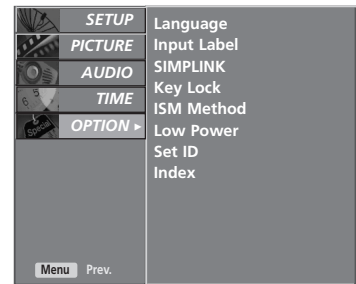 SETUP
PICTURE
AUDIO
TIME
OPTION ►
Language
Input Label
SIMPLINK
Key Lock
ISM Method
Low Power
Set ID
Index
Menu Prev.